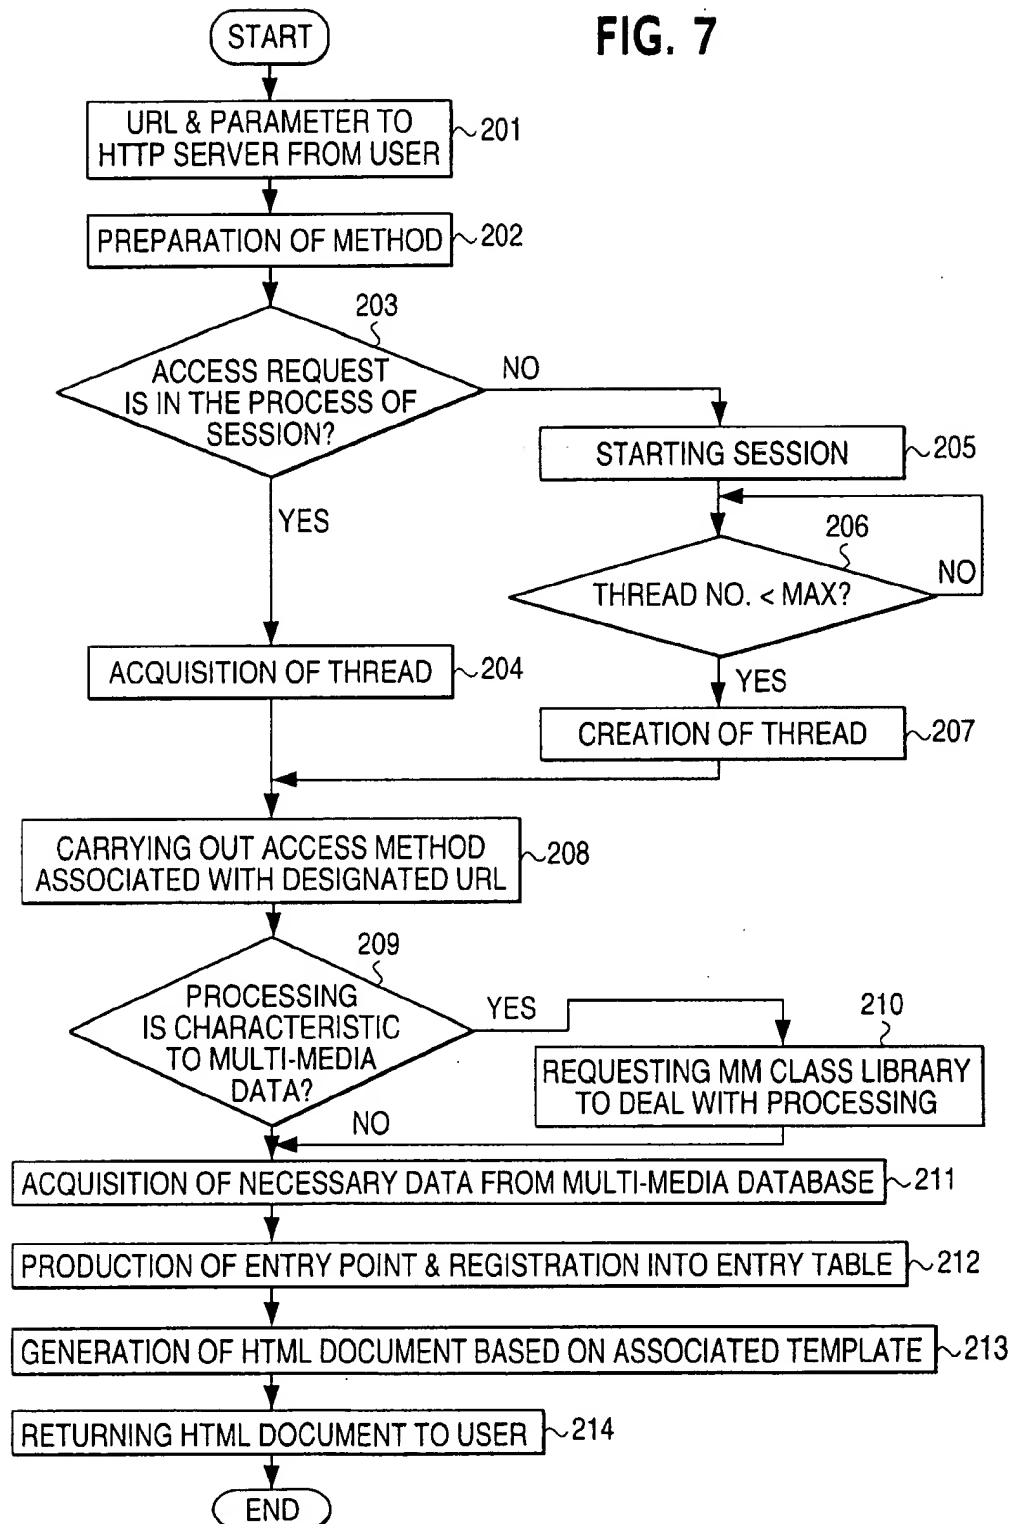 FIG. 7
START
URL & PARAMETER TO
HTTP SERVER FROM USER
201
PREPARATION OF METHOD
202
203
ACCESS REQUEST
IS IN THE PROCESS OF
SESSION?
NO
YES
STARTING SESSION
205
206
THREAD NO. < MAX?
NO
YES
ACQUISITION OF THREAD
204
CREATION OF THREAD
207
CARRYING OUT ACCESS METHOD
ASSOCIATED WITH DESIGNATED URL
208
209
PROCESSING
IS CHARACTERISTIC
TO MULTI-MEDIA
DATA?
YES
NO
210
REQUESTING MM CLASS LIBRARY
TO DEAL WITH PROCESSING
ACQUISITION OF NECESSARY DATA FROM MULTI-MEDIA DATABASE
211
PRODUCTION OF ENTRY POINT & REGISTRATION INTO ENTRY TABLE
212
GENERATION OF HTML DOCUMENT BASED ON ASSOCIATED TEMPLATE
213
RETURNING HTML DOCUMENT TO USER
214
END